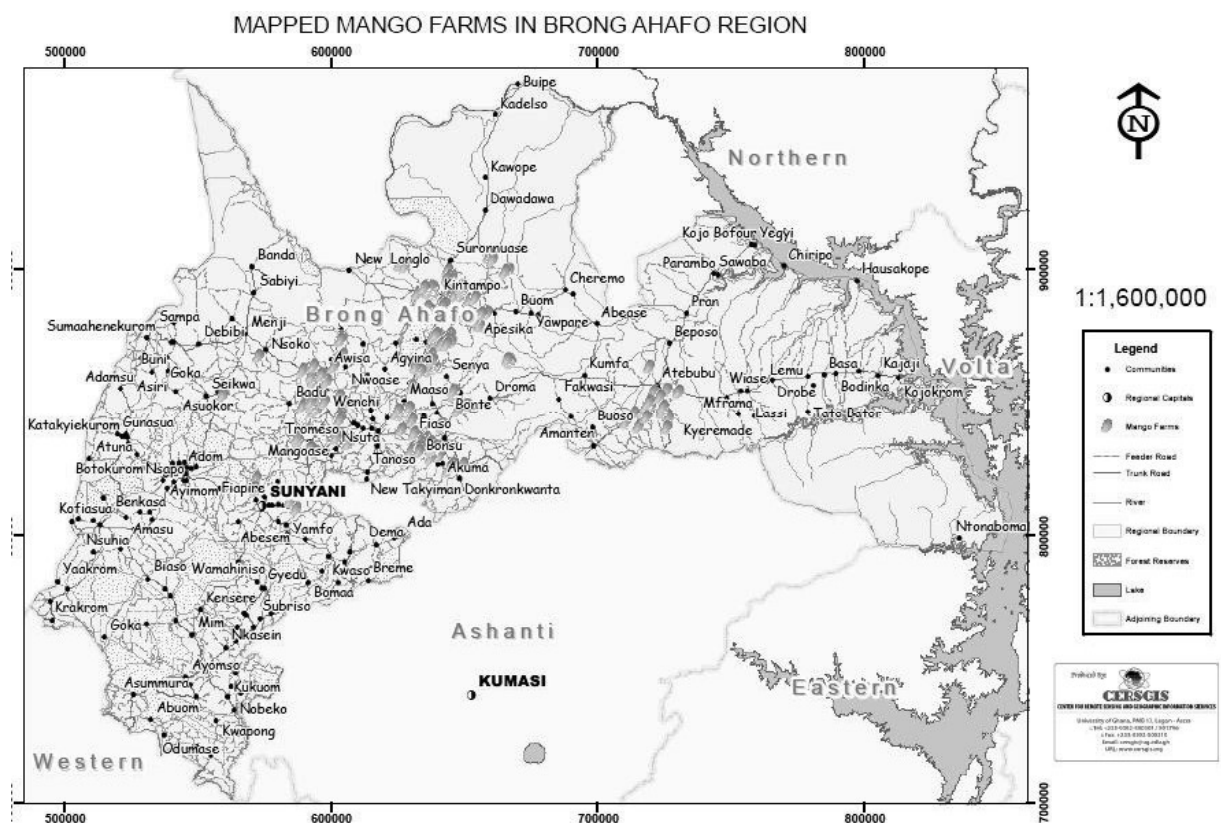 MAPPED MANGO FARMS IN BRONG AHAFO REGION
500000 600000 700000 800000
Buipe
Kadelso
Northern
Kawope
Dawadawa
Kojo Bofour Yegyi
Suronnuase
Banda
New Longlo
Parambo Sawaba Chiripo
Hausakope
900000
900000
Sabiyi
Kintampo
Cheremo
Pran
1:1,600,000
Brong Ahafo
Buom
Sampa
Menji
Apesika Yawpare Abease
Sumaahenekurom
Debibi
Beposo
Legend
Nsoko
Buni
Awisa Agyina
Communities
Goka
Senya
Kumfa
Atebubu
Basa Kajaji
Volta
Regional Capitals
Adamsu
Asiri
Seikwa
Badu
Nwoase
Lemu
Wiase
Maaso
Droma
Fakwasi
Drobe
Bodinka
Kojokrom
Asuokor
Wenchi
Bonte
Mframa
Mango Farms
Katakyiekurom
Gunasua
Fiaso
Buoso
Lassi
Tato Bator
Tromeso
Nsuta
Amanten
Kyeremade
Atuna
Adom
Mangoase
Bonsu
Feeder Road
Botokurom Nsapo
Tanoso
Akuma
Trunk Road
Ayimom Fiapire
SUNYANI
New Takyiman Donkronkwanta
Benkasa
River
Kofiasua
Amasu
Yamfo
Ada
Ntonaboma
Nsuhia
Abesem
Dema
800000
800000
Regional Boundary
Yaakrom
Biaso
Wamahiniso
Gyedu
Kwaso
Breme
Forest Reserves
Kensere
Bomaa
Krakrom
Subriso
Lake
Goka
Mim
Nkasein
Ashanti
Adjoining Boundary
Ayomso
Asummura
Kukuom
KUMASI
Eastern
Abuom
Nobeko
Kwapong
Odumase
Western
CERSGIS
CENTER FOR REMOTE SENSING AND GEOGRAPHIC INFORMATION SERVICES
700000
500000 600000 700000 800000